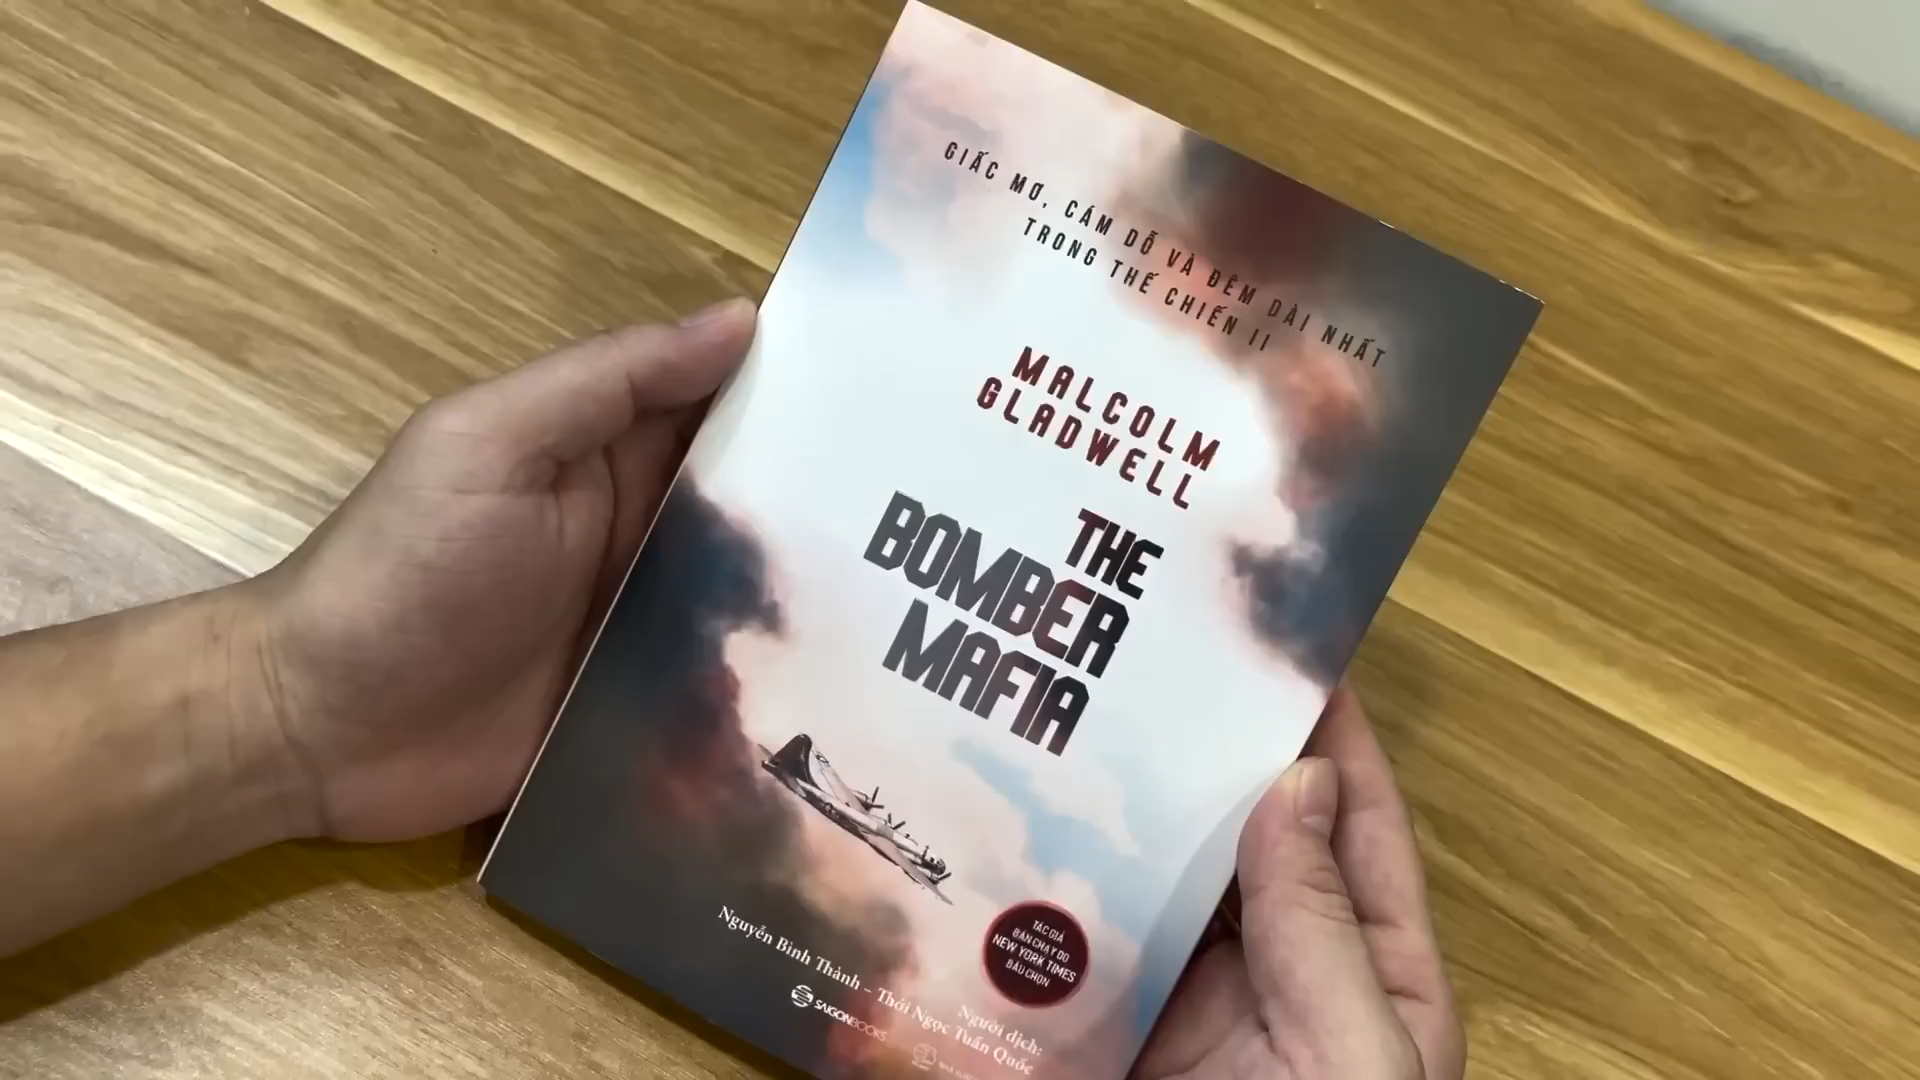 GIẤC MƠ, CÁM DỖ VÀ ĐÊM DÀI NHẤT
TRONG THẾ CHIẾN II
MALCOLM
GLADWELL
THE
BOMBER
MAFIA
TÁC GIẢ
BÁN CHẠY DO
NEW YORK TIMES
BẦU CHỌN
Người dịch:
Nguyễn Bình Thành – Thới Ngọc Tuấn Quốc
SAIGONBOOKS